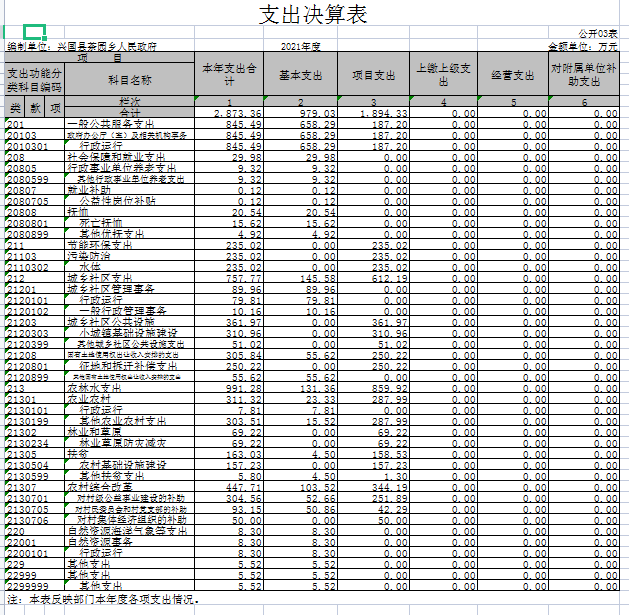 支出决算表
公开03表
编制单位：兴国县茶园乡人民政府 2021年度 金额单位：万元
项 目 本年支出合计 基本支出 项目支出 上缴上级支出 经营支出 对附属单位补助支出
支出功能分类科目编码 科目名称
类 款 项 栏次 1 2 3 4 5 6
合计 2,873.36 979.03 1,894.33 0.00 0.00 0.00
201 一般公共服务支出 845.49 658.29 187.20 0.00 0.00 0.00
20103 政府办公厅（室）及相关机构事务 845.49 658.29 187.20 0.00 0.00 0.00
2010301 行政运行 845.49 658.29 187.20 0.00 0.00 0.00
208 社会保障和就业支出 29.98 29.98 0.00 0.00 0.00 0.00
20805 行政事业单位养老支出 9.32 9.32 0.00 0.00 0.00 0.00
2080599 其他行政事业单位养老支出 9.32 9.32 0.00 0.00 0.00 0.00
20807 就业补助 0.12 0.12 0.00 0.00 0.00 0.00
2080705 公益性岗位补贴 0.12 0.12 0.00 0.00 0.00 0.00
20808 抚恤 20.54 20.54 0.00 0.00 0.00 0.00
2080801 死亡抚恤 15.62 15.62 0.00 0.00 0.00 0.00
2080899 其他优抚支出 4.92 4.92 0.00 0.00 0.00 0.00
211 节能环保支出 235.02 0.00 235.02 0.00 0.00 0.00
21103 污染防治 235.02 0.00 235.02 0.00 0.00 0.00
2110302 水体 235.02 0.00 235.02 0.00 0.00 0.00
212 城乡社区支出 757.77 145.58 612.19 0.00 0.00 0.00
21201 城乡社区管理事务 89.96 89.96 0.00 0.00 0.00 0.00
2120101 行政运行 79.81 79.81 0.00 0.00 0.00 0.00
2120102 一般行政管理事务 10.16 10.16 0.00 0.00 0.00 0.00
21203 城乡社区公共设施 361.97 0.00 361.97 0.00 0.00 0.00
2120303 小城镇基础设施建设 310.96 0.00 310.96 0.00 0.00 0.00
2120399 其他城乡社区公共设施支出 51.02 0.00 51.02 0.00 0.00 0.00
21208 国有土地使用权出让收入安排的支出 305.84 55.62 250.22 0.00 0.00 0.00
2120801 征地和拆迁补偿支出 250.22 0.00 250.22 0.00 0.00 0.00
2120899 其他国有土地使用权出让收入安排的支出 55.62 55.62 0.00 0.00 0.00 0.00
213 农林水支出 991.28 131.36 859.92 0.00 0.00 0.00
21301 农业农村 311.32 23.33 287.99 0.00 0.00 0.00
2130101 行政运行 7.81 7.81 0.00 0.00 0.00 0.00
2130199 其他农业农村支出 303.51 15.52 287.99 0.00 0.00 0.00
21302 林业和草原 69.22 0.00 69.22 0.00 0.00 0.00
2130234 林业草原防灾减灾 69.22 0.00 69.22 0.00 0.00 0.00
21305 扶贫 163.03 4.50 158.53 0.00 0.00 0.00
2130504 农村基础设施建设 157.23 0.00 157.23 0.00 0.00 0.00
2130599 其他扶贫支出 5.80 4.50 1.30 0.00 0.00 0.00
21307 农村综合改革 447.71 103.52 344.19 0.00 0.00 0.00
2130701 对村级公益事业建设的补助 304.56 52.66 251.89 0.00 0.00 0.00
2130705 对村民委员会和村党支部的补助 93.15 50.86 42.29 0.00 0.00 0.00
2130706 对村集体经济组织的补助 50.00 0.00 50.00 0.00 0.00 0.00
220 自然资源海洋气象等支出 8.30 8.30 0.00 0.00 0.00 0.00
22001 自然资源事务 8.30 8.30 0.00 0.00 0.00 0.00
2200101 行政运行 8.30 8.30 0.00 0.00 0.00 0.00
229 其他支出 5.52 5.52 0.00 0.00 0.00 0.00
22999 其他支出 5.52 5.52 0.00 0.00 0.00 0.00
2299999 其他支出 5.52 5.52 0.00 0.00 0.00 0.00
注：本表反映部门本年度各项支出情况。